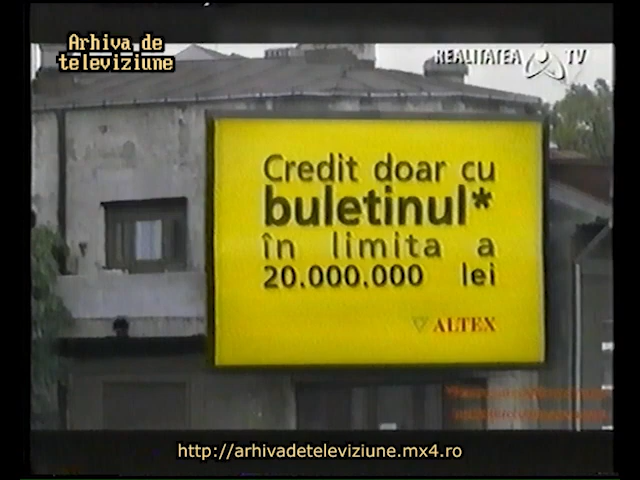 Arhiva de
televiziune
REALITATEA TV
Credit doar cu
buletinul*
în limita a
20.000.000 lei
ALTEX
http://arhivadeteleviziune.mx4.ro